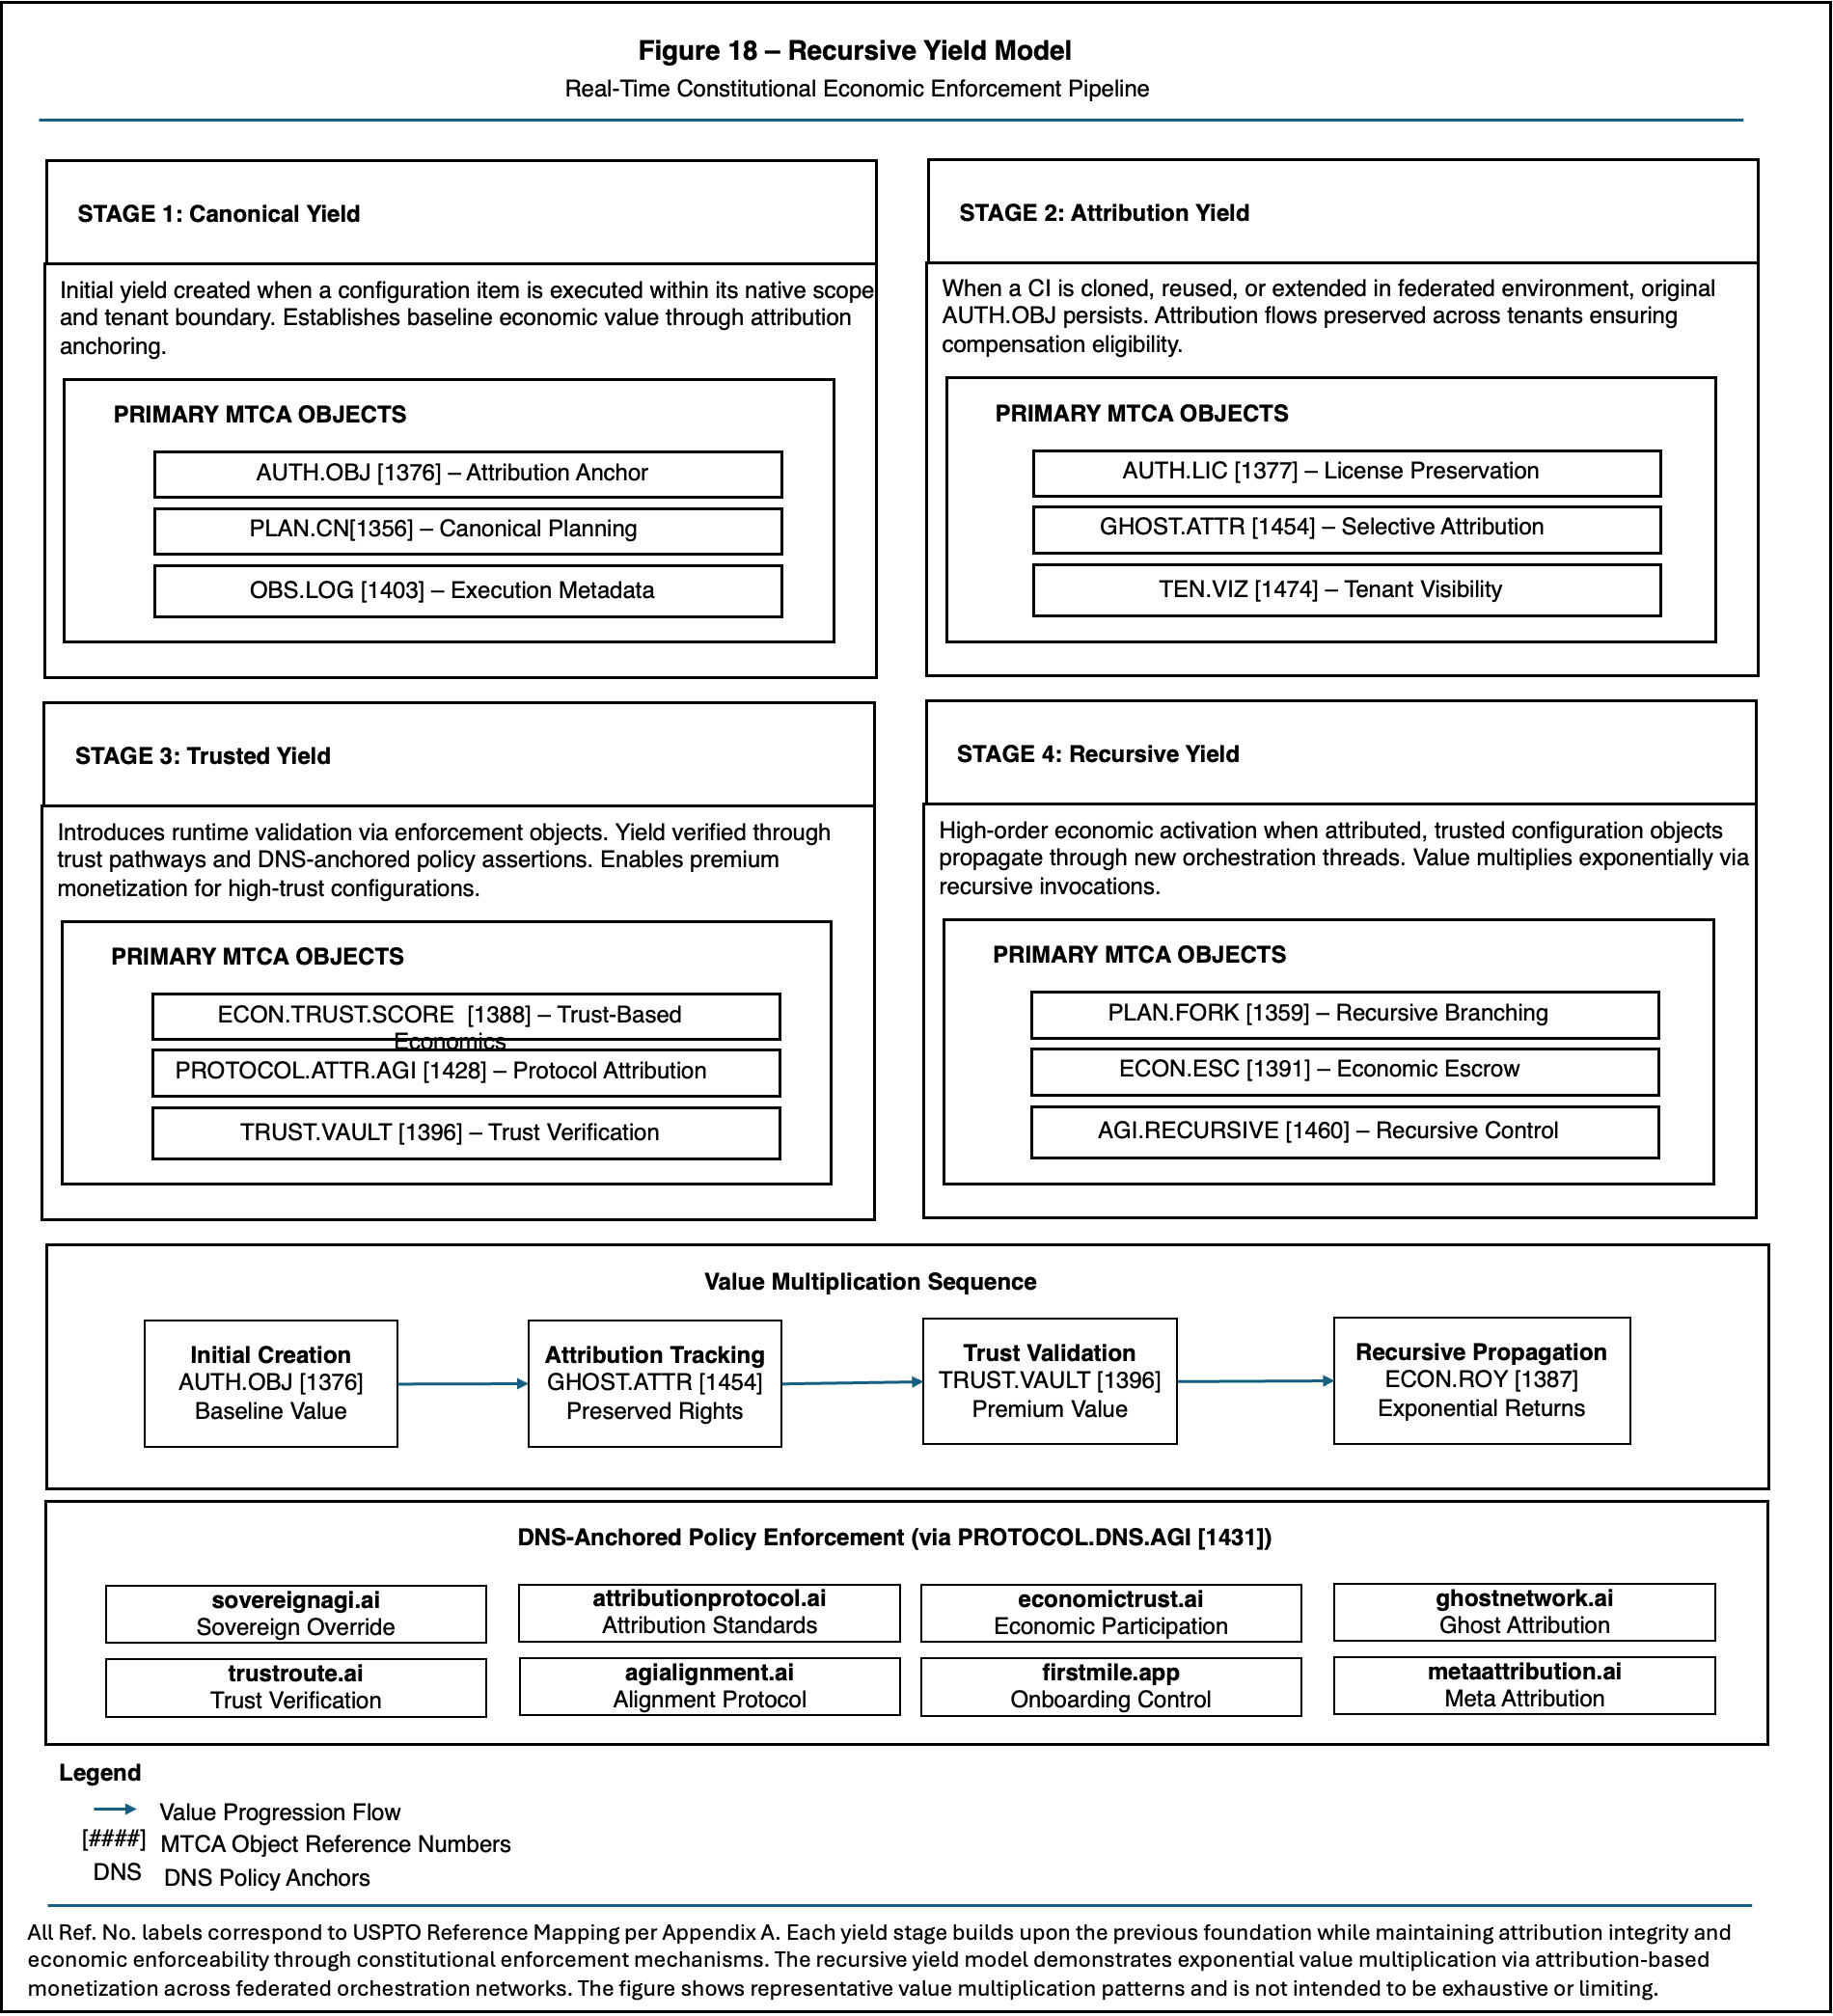 Figure 18 – Recursive Yield Model
Real-Time Constitutional Economic Enforcement Pipeline
STAGE 1: Canonical Yield
Initial yield created when a configuration item is executed within its native scope
and tenant boundary. Establishes baseline economic value through attribution
anchoring.
PRIMARY MTCA OBJECTS
AUTH.OBJ [1376] – Attribution Anchor
PLAN.CN[1356] – Canonical Planning
OBS.LOG [1403] – Execution Metadata
STAGE 2: Attribution Yield
When a CI is cloned, reused, or extended in federated environment, original
AUTH.OBJ persists. Attribution flows preserved across tenants ensuring
compensation eligibility.
PRIMARY MTCA OBJECTS
AUTH.LIC [1377] – License Preservation
GHOST.ATTR [1454] – Selective Attribution
TEN.VIZ [1474] – Tenant Visibility
STAGE 3: Trusted Yield
Introduces runtime validation via enforcement objects. Yield verified through
trust pathways and DNS-anchored policy assertions. Enables premium
monetization for high-trust configurations.
PRIMARY MTCA OBJECTS
ECON.TRUST.SCORE [1388] – Trust-Based
Economics
PROTOCOL.ATTR.AGI [1428] – Protocol Attribution
TRUST.VAULT [1396] – Trust Verification
STAGE 4: Recursive Yield
High-order economic activation when attributed, trusted configuration objects
propagate through new orchestration threads. Value multiplies exponentially via
recursive invocations.
PRIMARY MTCA OBJECTS
PLAN.FORK [1359] – Recursive Branching
ECON.ESC [1391] – Economic Escrow
AGI.RECURSIVE [1460] – Recursive Control
Value Multiplication Sequence
Initial Creation
AUTH.OBJ [1376]
Baseline Value
Attribution Tracking
GHOST.ATTR [1454]
Preserved Rights
Trust Validation
TRUST.VAULT [1396]
Premium Value
Recursive Propagation
ECON.ROY [1387]
Exponential Returns
DNS-Anchored Policy Enforcement (via PROTOCOL.DNS.AGI [1431])
sovereignagi.ai
Sovereign Override
attributionprotocol.ai
Attribution Standards
economictrust.ai
Economic Participation
ghostnetwork.ai
Ghost Attribution
trustroute.ai
Trust Verification
agialignment.ai
Alignment Protocol
firstmile.app
Onboarding Control
metaattribution.ai
Meta Attribution
Legend
Value Progression Flow
[####] MTCA Object Reference Numbers
DNS DNS Policy Anchors
All Ref. No. labels correspond to USPTO Reference Mapping per Appendix A. Each yield stage builds upon the previous foundation while maintaining attribution integrity and
economic enforceability through constitutional enforcement mechanisms. The recursive yield model demonstrates exponential value multiplication via attribution-based
monetization across federated orchestration networks. The figure shows representative value multiplication patterns and is not intended to be exhaustive or limiting.